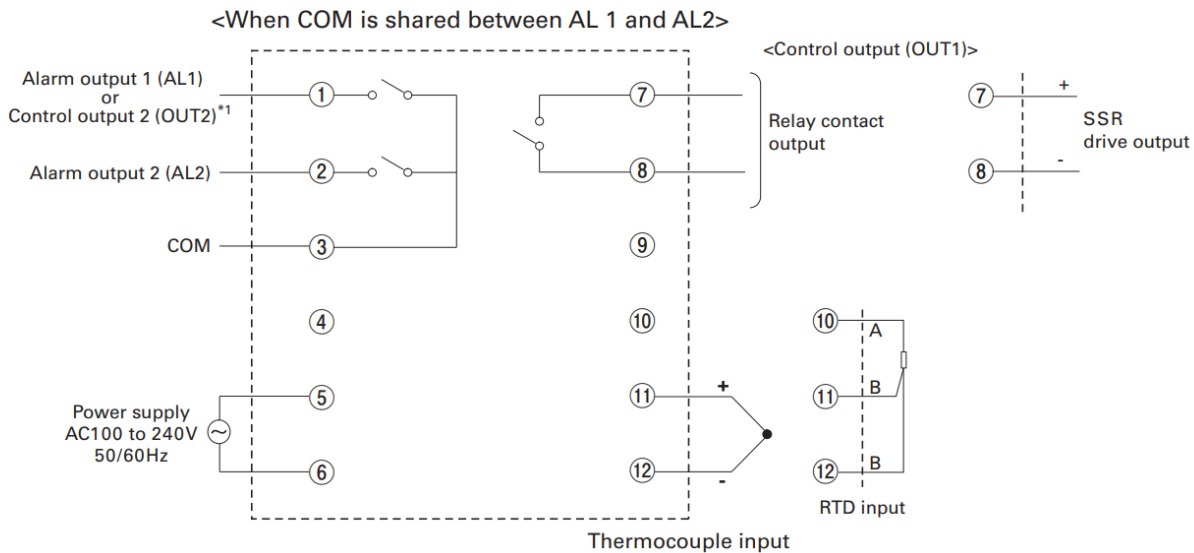 <When COM is shared between AL 1 and AL2>
<Control output (OUT1)>
Alarm output 1 (AL1)
or
Control output 2 (OUT2)*1
Alarm output 2 (AL2)
COM
Power supply
AC100 to 240V
50/60Hz
~
1
2
3
4
5
6
7
8
9
10
11
12
Relay contact
output
+
-
Thermocouple input
7
8
+
-
SSR
drive output
10
11
12
A
B
B
RTD input